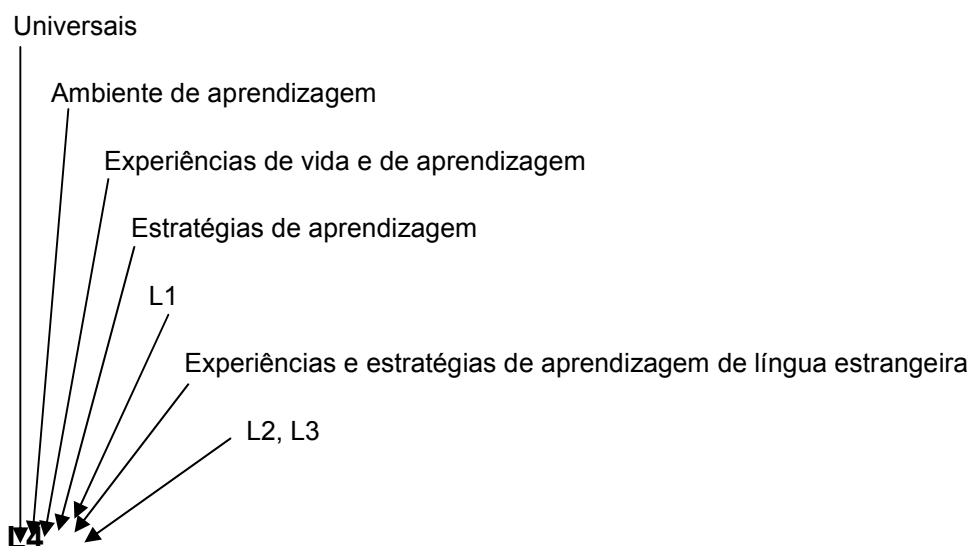 Universais
Ambiente de aprendizagem
Experiências de vida e de aprendizagem
Estratégias de aprendizagem
L1
Experiências e estratégias de aprendizagem de língua estrangeira
L2, L3
L4